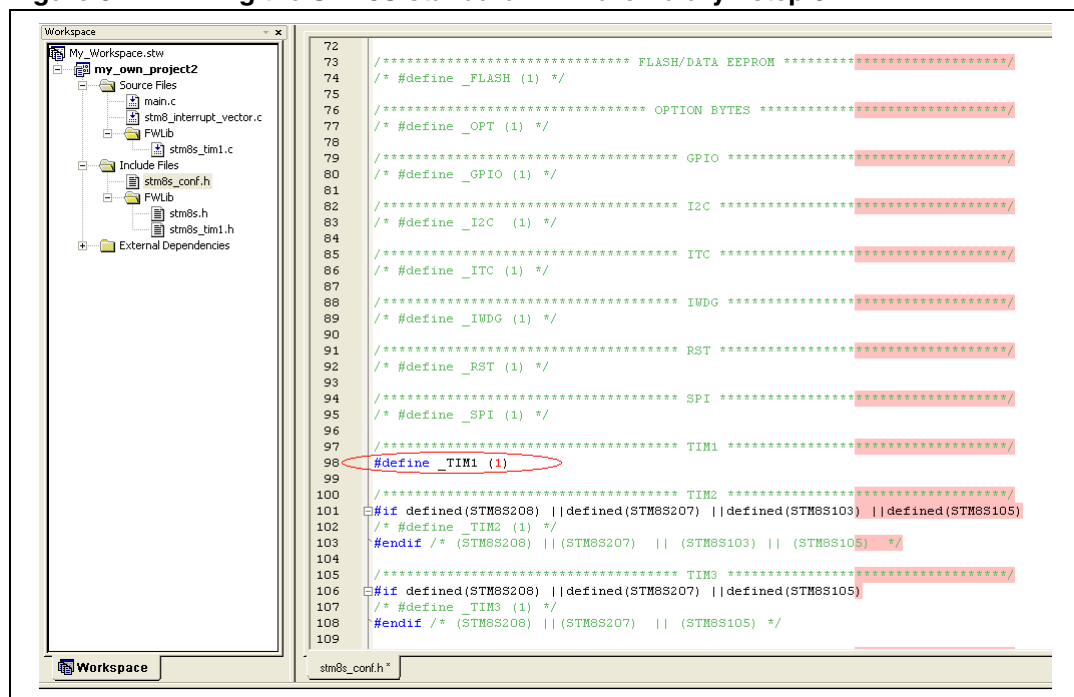 Workspace
My_Workspace.stw
my_own_project2
Source Files
main.c
stm8_interrupt_vector.c
FWLib
stm8s_tim1.c
Include Files
stm8s_conf.h
FWLib
stm8s.h
stm8s_tim1.h
External Dependencies
Workspace
72
73 /******************************* FLASH/DATA EEPROM ****************************/
74 /* #define _FLASH (1) */
75
76 /********************************* OPTION BYTES *******************************/
77 /* #define _OPT (1) */
78
79 /************************************* GPIO ***********************************/
80 /* #define _GPIO (1) */
81
82 /************************************* I2C ************************************/
83 /* #define _I2C  (1) */
84
85 /************************************* ITC ************************************/
86 /* #define _ITC (1) */
87
88 /************************************* IWDG ***********************************/
89 /* #define _IWDG (1) */
90
91 /************************************* RST ************************************/
92 /* #define _RST (1) */
93
94 /************************************* SPI ************************************/
95 /* #define _SPI (1) */
96
97 /************************************* TIM1 ***********************************/
98 #define _TIM1 (1)
99
100 /************************************* TIM2 ***********************************/
101 #if defined(STM8S208) ||defined(STM8S207) ||defined(STM8S103) ||defined(STM8S105)
102 /* #define _TIM2 (1) */
103 #endif /* (STM8S208) ||(STM8S207)  || (STM8S103) || (STM8S105)  */
104
105 /************************************* TIM3 ***********************************/
106 #if defined(STM8S208) ||defined(STM8S207) ||defined(STM8S105)
107 /* #define _TIM3 (1) */
108 #endif /* (STM8S208) ||(STM8S207)  || (STM8S105) */
109
stm8s_conf.h *